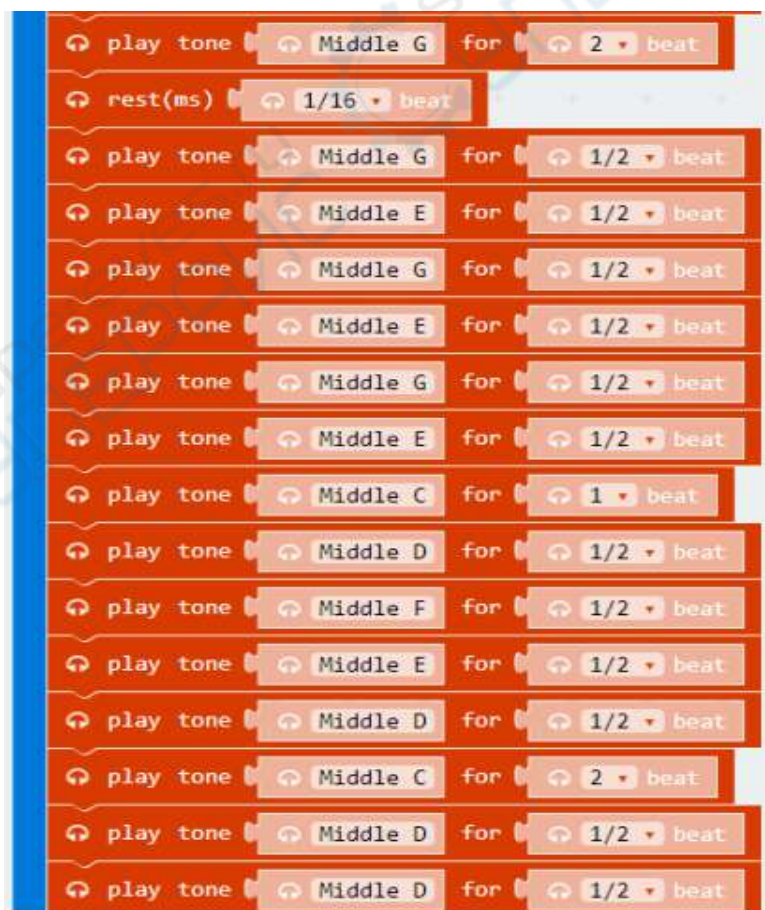 play tone Middle G for 2 beat
rest(ms) 1/16 beat
play tone Middle G for 1/2 beat
play tone Middle E for 1/2 beat
play tone Middle G for 1/2 beat
play tone Middle E for 1/2 beat
play tone Middle G for 1/2 beat
play tone Middle E for 1/2 beat
play tone Middle C for 1 beat
play tone Middle D for 1/2 beat
play tone Middle F for 1/2 beat
play tone Middle E for 1/2 beat
play tone Middle D for 1/2 beat
play tone Middle C for 2 beat
play tone Middle D for 1/2 beat
play tone Middle D for 1/2 beat